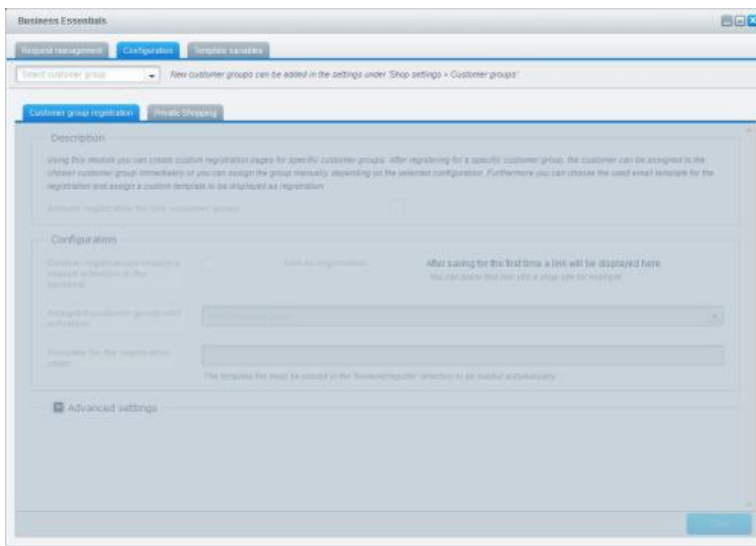 Business Essentials
Request management Configuration Template variables
Select customer group New customer groups can be added in the settings under 'Shop settings > Customer groups'
Customer group registration Private Shopping
Description
Using this module you can create custom registration pages for specific customer groups. After registering for a specific customer group, the customer can be assigned to the
chosen customer group immediately or you can assign the group manually, depending on the selected configuration. Furthermore you can choose the used email template for the
registration and assign a custom template to be displayed as registration.
Activate registration for this customer group:
Configuration
Link to registration: After saving for the first time a link will be displayed here
You can place this link into a shop site for example
Assigned customer group until
activation:
Template for the registration
page:
The template file must be placed in the directory to be loaded automatically
Advanced settings